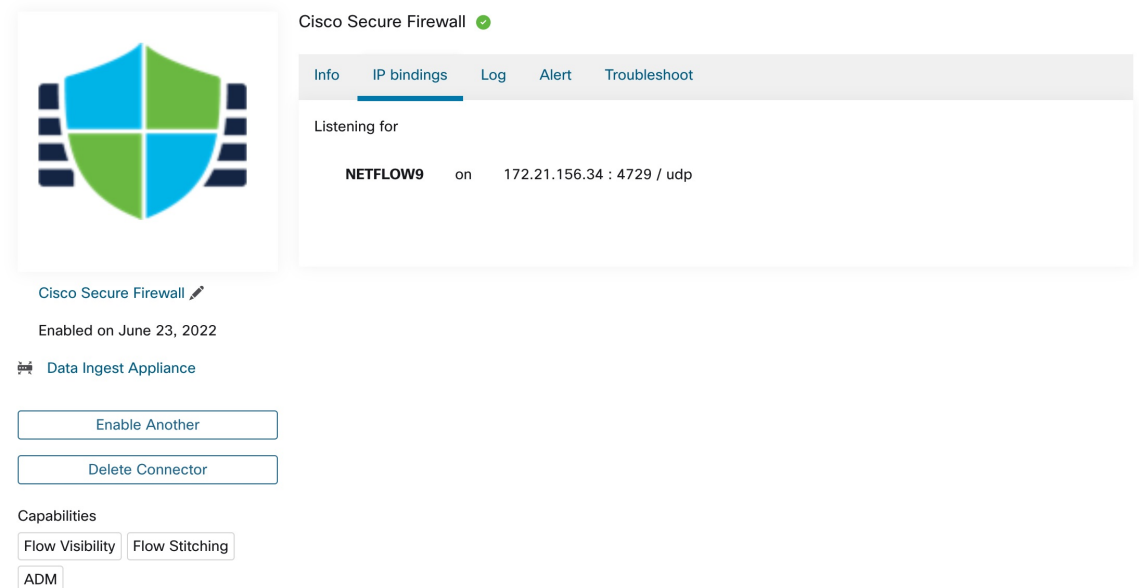 Cisco Secure Firewall
Info IP bindings Log Alert Troubleshoot
Listening for
NETFLOW9 on 172.21.156.34 : 4729 / udp
Cisco Secure Firewall
Enabled on June 23, 2022
Data Ingest Appliance
Enable Another
Delete Connector
Capabilities
Flow Visibility Flow Stitching
ADM